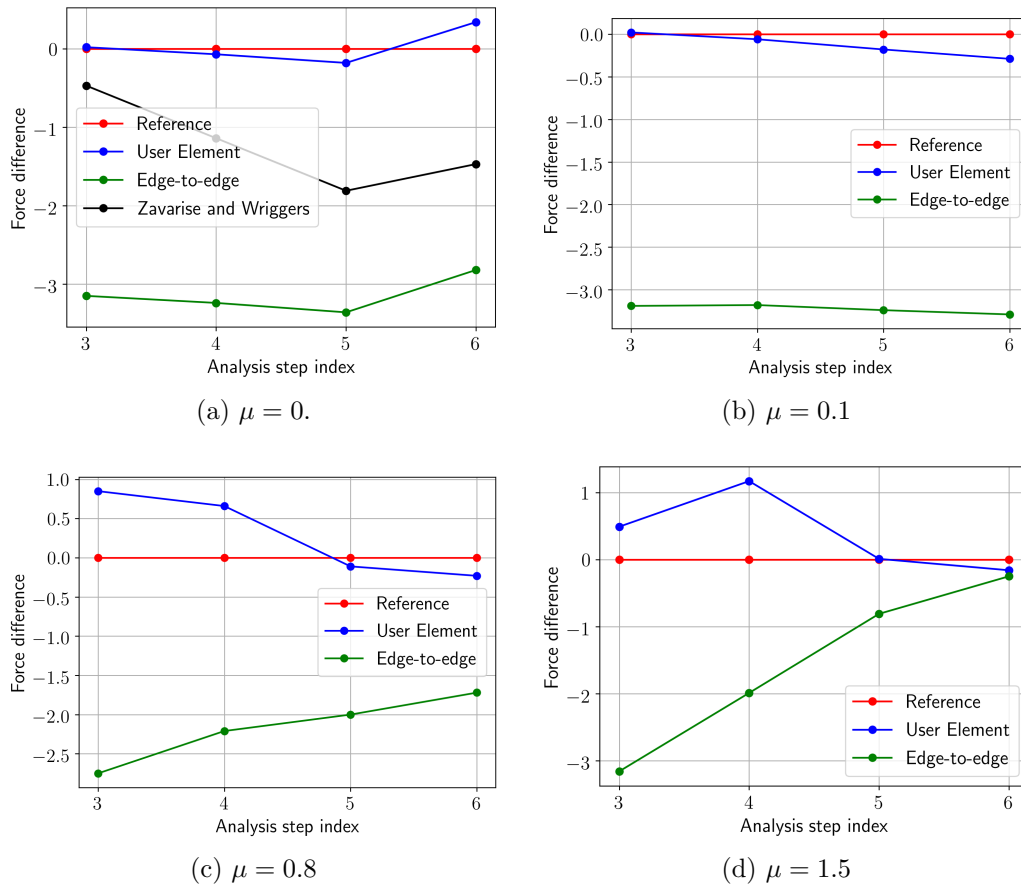 0
−1
−2
−3
Force difference
Reference
User Element
Edge-to-edge
Zavarise and Wriggers
3 4 5 6
Analysis step index
(a) μ = 0.
0.0
−0.5
−1.0
−1.5
−2.0
−2.5
−3.0
Force difference
Reference
User Element
Edge-to-edge
3 4 5 6
Analysis step index
(b) μ = 0.1
1.0
0.5
0.0
−0.5
−1.0
−1.5
−2.0
−2.5
Force difference
Reference
User Element
Edge-to-edge
3 4 5 6
Analysis step index
(c) μ = 0.8
1
0
−1
−2
−3
Force difference
Reference
User Element
Edge-to-edge
3 4 5 6
Analysis step index
(d) μ = 1.5